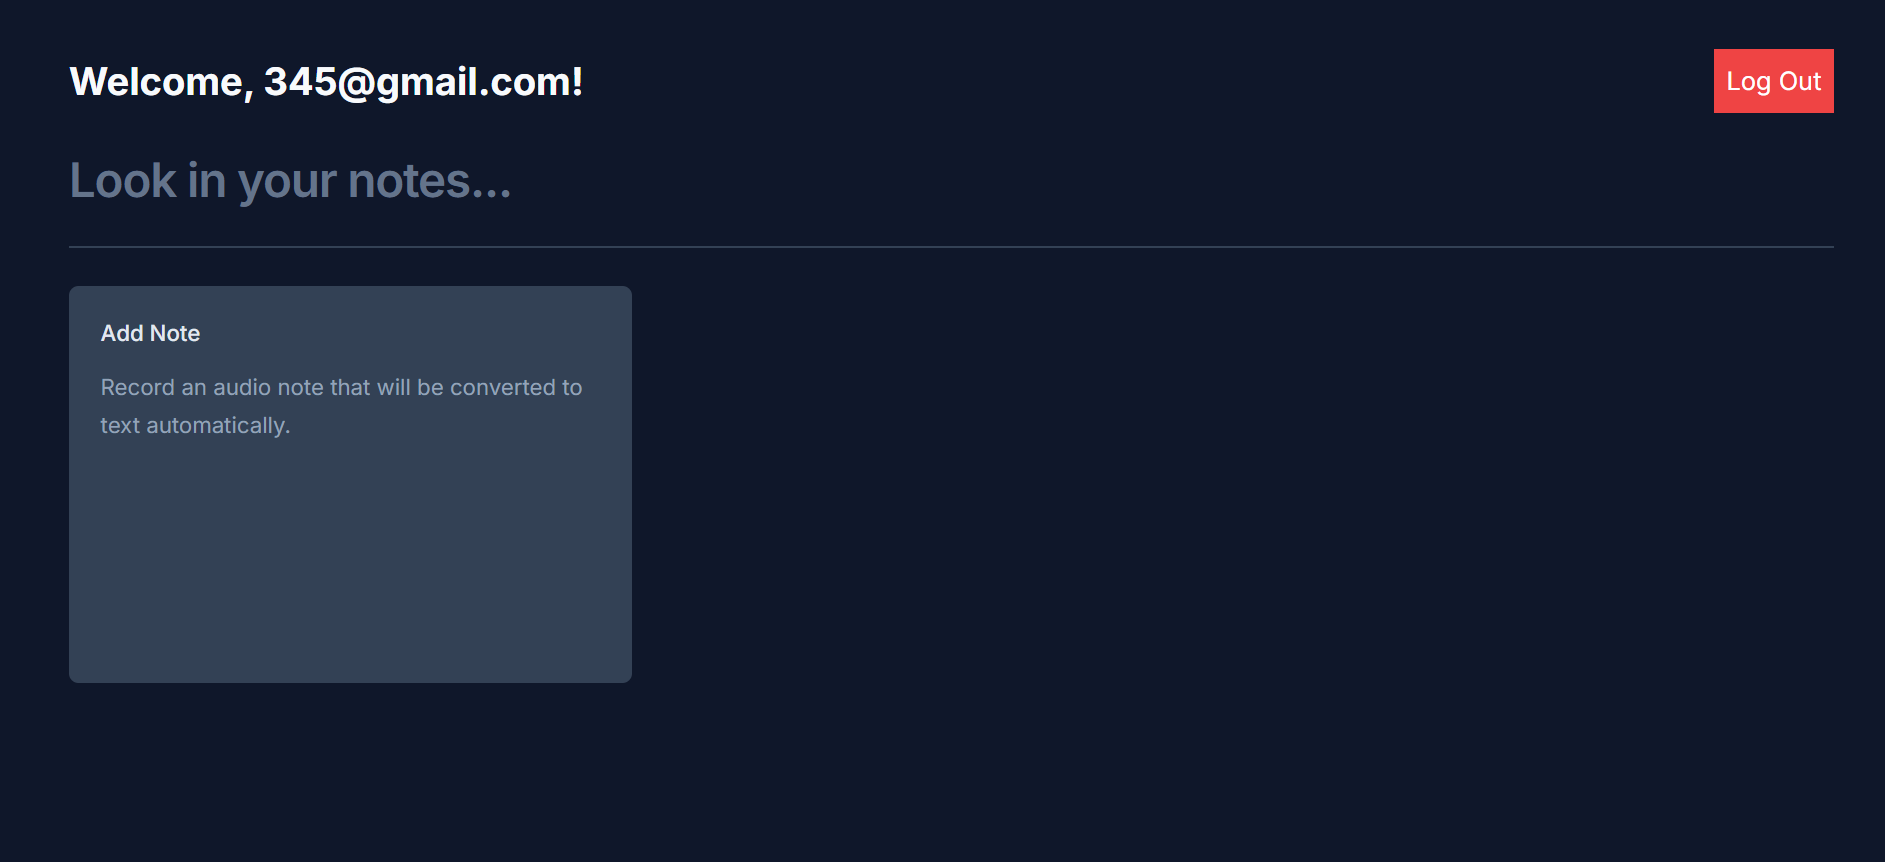 Welcome, 345@gmail.com!
Log Out
Look in your notes...
Add Note
Record an audio note that will be converted to
text automatically.